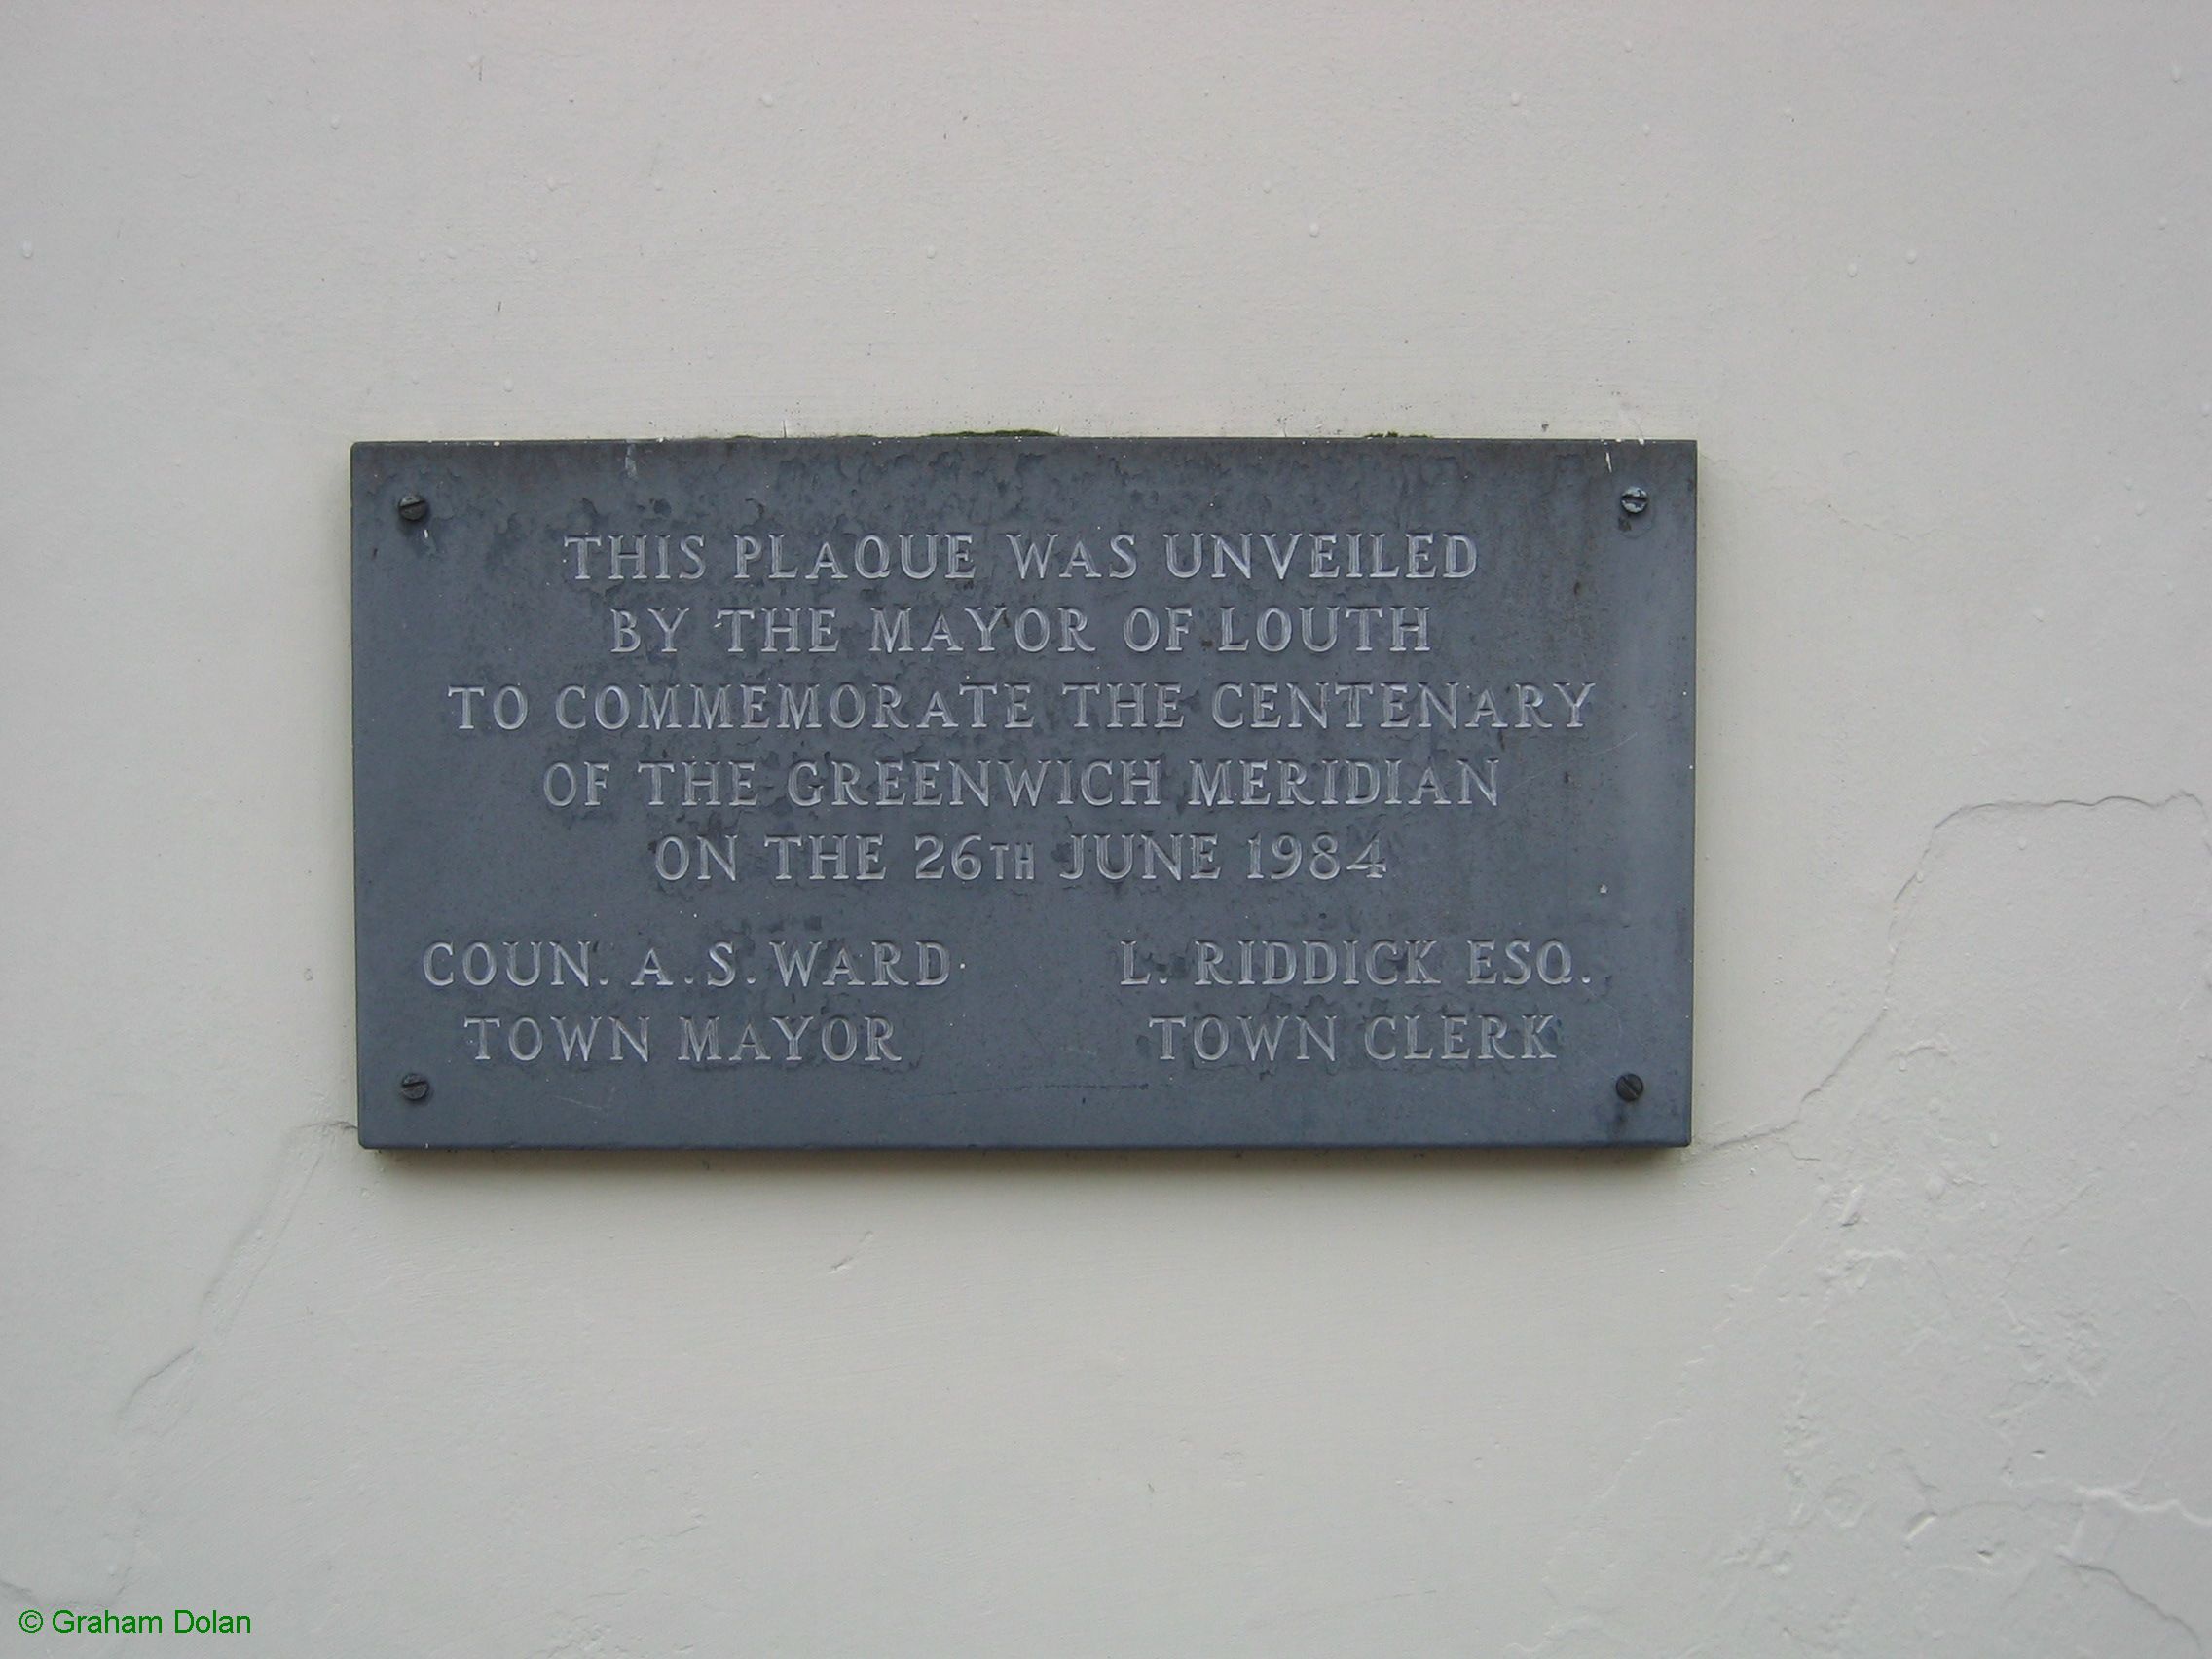 THIS PLAQUE WAS UNVEILED
BY THE MAYOR OF LOUTH
TO COMMEMORATE THE CENTENARY
OF THE GREENWICH MERIDIAN
ON THE 26TH JUNE 1984
COUN. A.S. WARD L. RIDDICK ESQ.
TOWN MAYOR TOWN CLERK
© Graham Dolan